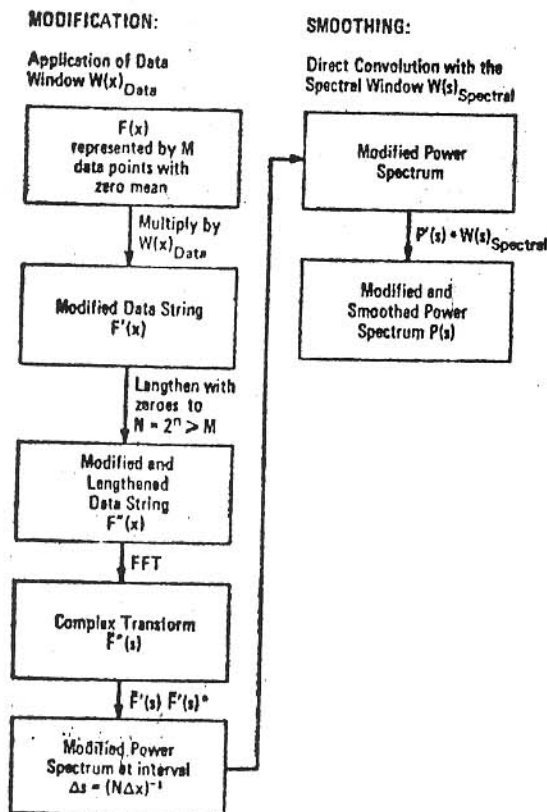 MODIFICATION:
Application of Data
Window W(x)Data
F(x)
represented by M
data points with
zero mean
Multiply by
W(x)Data
Modified Data String
F'(x)
Lengthen with
zeroes to
N = 2ⁿ > M
Modified and
Lengthened
Data String
F"(x)
FFT
Complex Transform
F̄"(s)
F̄'(s) F̄'(s)*
Modified Power
Spectrum at interval
Δs = (NΔx)⁻¹
SMOOTHING:
Direct Convolution with the
Spectral Window W(s)Spectral
Modified Power
Spectrum
P'(s) * W(s)Spectral
Modified and
Smoothed Power
Spectrum P(s)